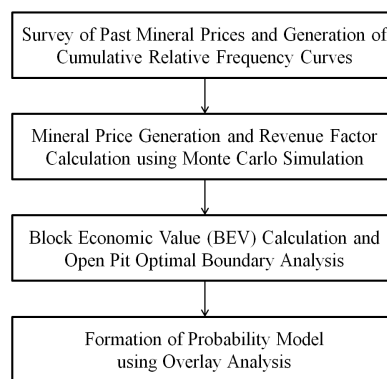 Survey of Past Mineral Prices and Generation of
Cumulative Relative Frequency Curves
Mineral Price Generation and Revenue Factor
Calculation using Monte Carlo Simulation
Block Economic Value (BEV) Calculation and
Open Pit Optimal Boundary Analysis
Formation of Probability Model
using Overlay Analysis